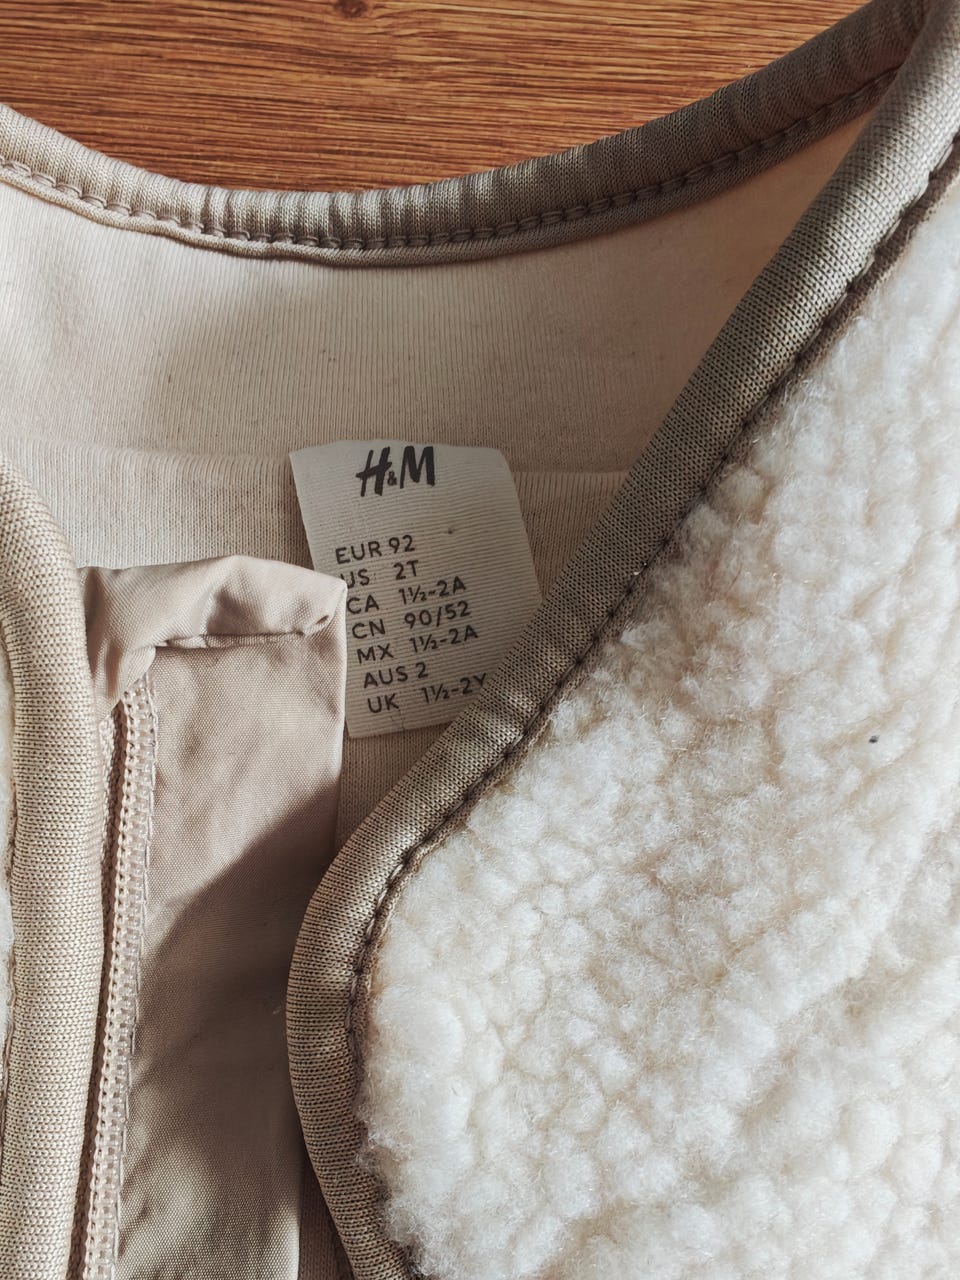 H&M
EUR 92
US 2T
CA 1½-2A
CN 90/52
MX 1½-2A
AUS 2
UK 1½-2Y